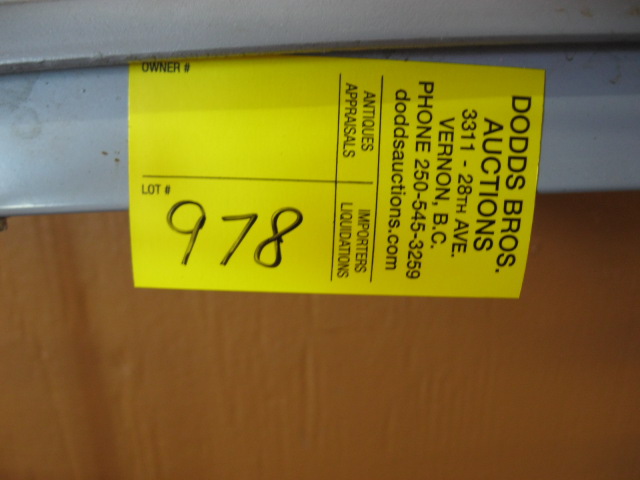 DODDS BROS.
AUCTIONS
3311 - 28TH AVE.
VERNON, B.C.
PHONE 250-545-3259
doddsauctions.com
ANTIQUES IMPORTERS
APPRAISALS LIQUIDATIONS
OWNER #
LOT #
978